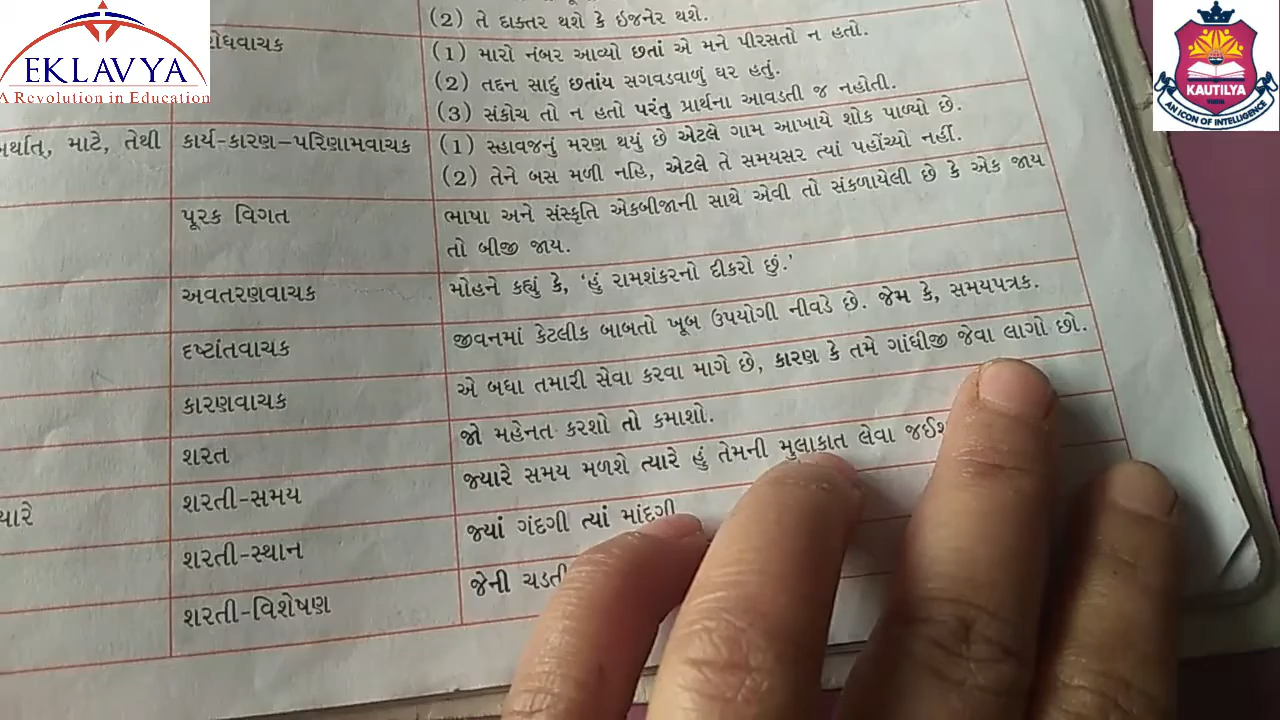 EKLAVYA
A Revolution in Education
KAUTILYA
AN ICON OF INTELLIGENCE
(2) તે દાક્તર થશે કે ઇજનેર થશે.
(1) મારો નંબર આવ્યો છતાં એ મને પીરસતો ન હતો.
(2) તદ્દન સાદું છતાંય સગવડવાળું ઘર હતું.
(3) સંકોચ તો ન હતો પરંતુ પ્રાર્થના આવડતી જ નહોતી.
માટે, તેથી કાર્ય-કારણ-પરિણામવાચક (1) સ્હાવજનું મરણ થયું છે એટલે ગામ આખાયે શોક પાળ્યો છે.
(2) તેને બસ મળી નહિ, એટલે તે સમયસર ત્યાં પહોંચ્યો નહીં.
પૂરક વિગત ભાષા અને સંસ્કૃતિ એકબીજાની સાથે એવી તો સંકળાયેલી છે કે એક જાય
તો બીજી જાય.
અવતરણવાચક મોહને કહ્યું કે, ‘હું રામશંકરનો દીકરો છું.’
દૃષ્ટાંતવાચક જીવનમાં કેટલીક બાબતો ખૂબ ઉપયોગી નીવડે છે. જેમ કે, સમયપત્રક.
કારણવાચક એ બધા તમારી સેવા કરવા માગે છે, કારણ કે તમે ગાંધીજી જેવા લાગો છો.
શરત જો મહેનત કરશો તો કમાશો.
શરતી-સમય જ્યારે સમય મળશે ત્યારે હું તેમની મુલાકાત લેવા
શરતી-સ્થાન જ્યાં ગંદગી ત્યાં માંદગી
શરતી-વિશેષણ જેની